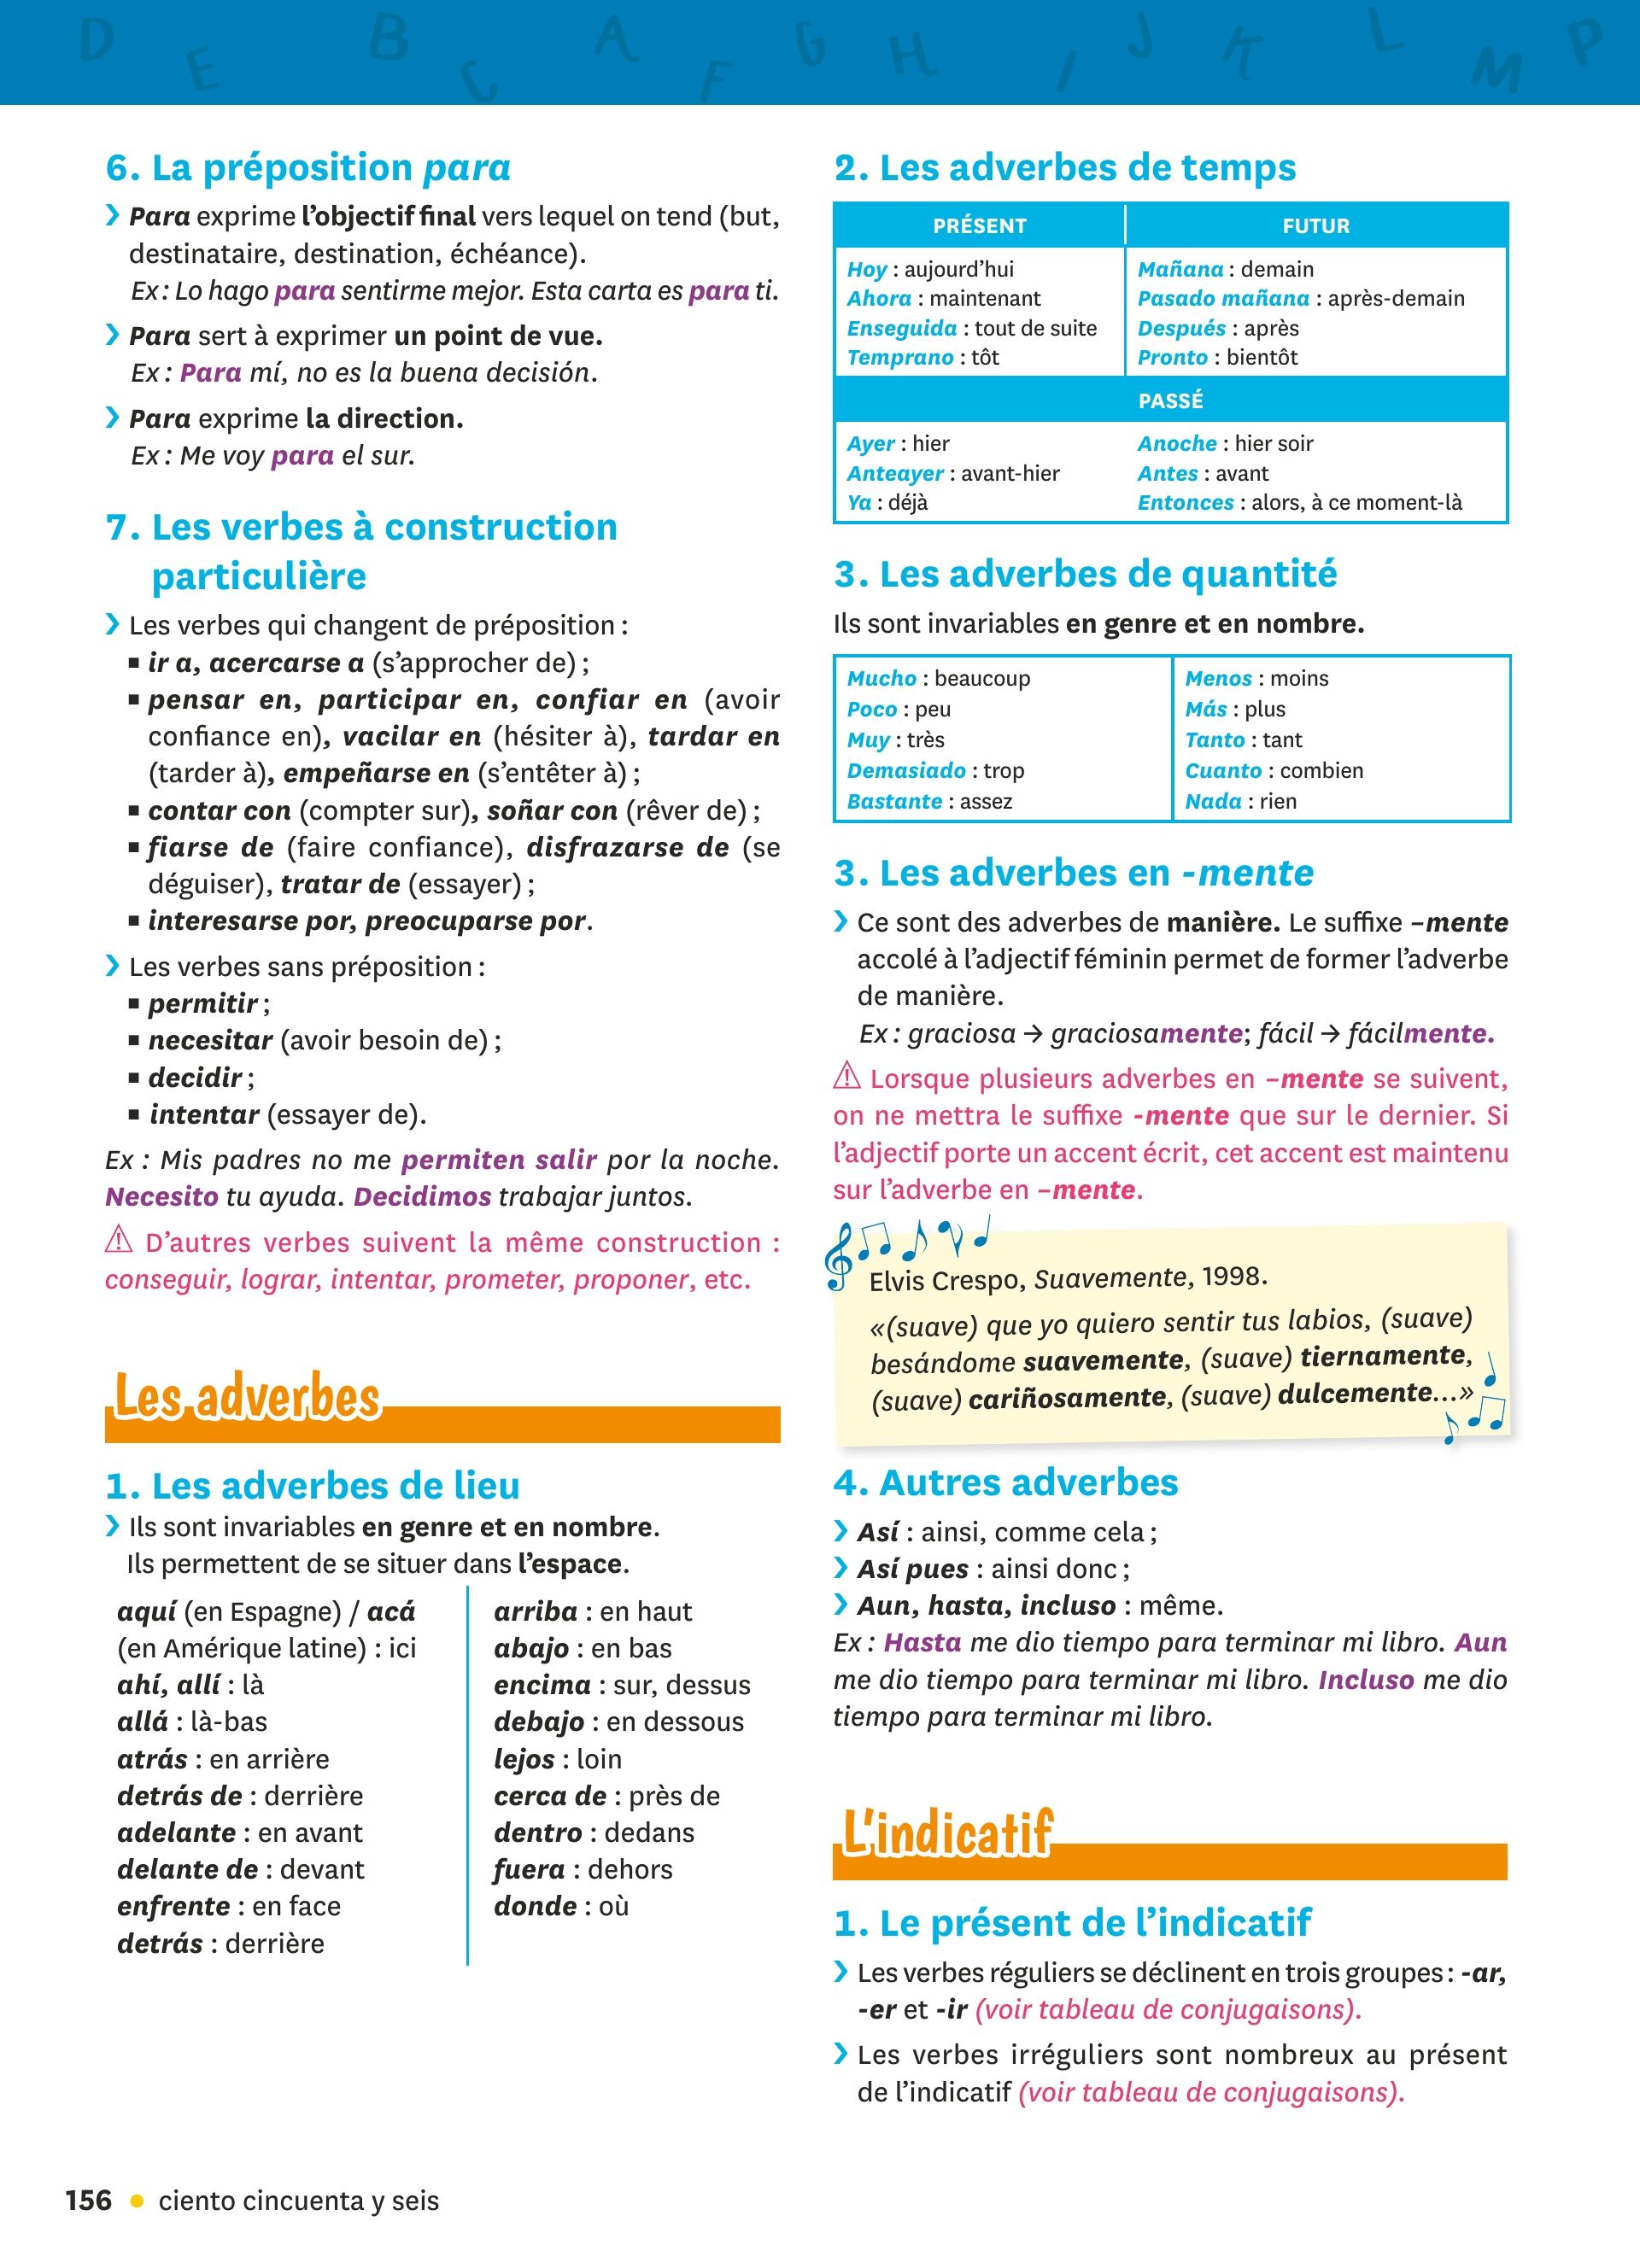 D E B C A F G H I J K L M P
6. La préposition para
› Para exprime l’objectif final vers lequel on tend (but,
destinataire, destination, échéance).
Ex : Lo hago para sentirme mejor. Esta carta es para ti.
› Para sert à exprimer un point de vue.
Ex : Para mí, no es la buena decisión.
› Para exprime la direction.
Ex : Me voy para el sur.
7. Les verbes à construction
particulière
› Les verbes qui changent de préposition :
▪ ir a, acercarse a (s’approcher de) ;
▪ pensar en, participar en, confiar en (avoir
confiance en), vacilar en (hésiter à), tardar en
(tarder à), empeñarse en (s’entêter à) ;
▪ contar con (compter sur), soñar con (rêver de) ;
▪ fiarse de (faire confiance), disfrazarse de (se
déguiser), tratar de (essayer) ;
▪ interesarse por, preocuparse por.
› Les verbes sans préposition :
▪ permitir ;
▪ necesitar (avoir besoin de) ;
▪ decidir ;
▪ intentar (essayer de).
Ex : Mis padres no me permiten salir por la noche.
Necesito tu ayuda. Decidimos trabajar juntos.
⚠ D’autres verbes suivent la même construction :
conseguir, lograr, intentar, prometer, proponer, etc.
Les adverbes
1. Les adverbes de lieu
› Ils sont invariables en genre et en nombre.
Ils permettent de se situer dans l’espace.
aquí (en Espagne) / acá
(en Amérique latine) : ici
ahí, allí : là
allá : là-bas
atrás : en arrière
detrás de : derrière
adelante : en avant
delante de : devant
enfrente : en face
detrás : derrière
arriba : en haut
abajo : en bas
encima : sur, dessus
debajo : en dessous
lejos : loin
cerca de : près de
dentro : dedans
fuera : dehors
donde : où
2. Les adverbes de temps
PRÉSENT
Hoy : aujourd’hui
Ahora : maintenant
Enseguida : tout de suite
Temprano : tôt
FUTUR
Mañana : demain
Pasado mañana : après-demain
Después : après
Pronto : bientôt
PASSÉ
Ayer : hier
Anteayer : avant-hier
Ya : déjà
Anoche : hier soir
Antes : avant
Entonces : alors, à ce moment-là
3. Les adverbes de quantité
Ils sont invariables en genre et en nombre.
Mucho : beaucoup
Poco : peu
Muy : très
Demasiado : trop
Bastante : assez
Menos : moins
Más : plus
Tanto : tant
Cuanto : combien
Nada : rien
3. Les adverbes en -mente
› Ce sont des adverbes de manière. Le suffixe –mente
accolé à l’adjectif féminin permet de former l’adverbe
de manière.
Ex : graciosa → graciosamente; fácil → fácilmente.
⚠ Lorsque plusieurs adverbes en –mente se suivent,
on ne mettra le suffixe -mente que sur le dernier. Si
l’adjectif porte un accent écrit, cet accent est maintenu
sur l’adverbe en –mente.
Elvis Crespo, Suavemente, 1998.
«(suave) que yo quiero sentir tus labios, (suave)
besándome suavemente, (suave) tiernamente,
(suave) cariñosamente, (suave) dulcemente...»
4. Autres adverbes
› Así : ainsi, comme cela ;
› Así pues : ainsi donc ;
› Aun, hasta, incluso : même.
Ex : Hasta me dio tiempo para terminar mi libro. Aun
me dio tiempo para terminar mi libro. Incluso me dio
tiempo para terminar mi libro.
L’indicatif
1. Le présent de l’indicatif
› Les verbes réguliers se déclinent en trois groupes : -ar,
-er et -ir (voir tableau de conjugaisons).
› Les verbes irréguliers sont nombreux au présent
de l’indicatif (voir tableau de conjugaisons).
156 • ciento cincuenta y seis